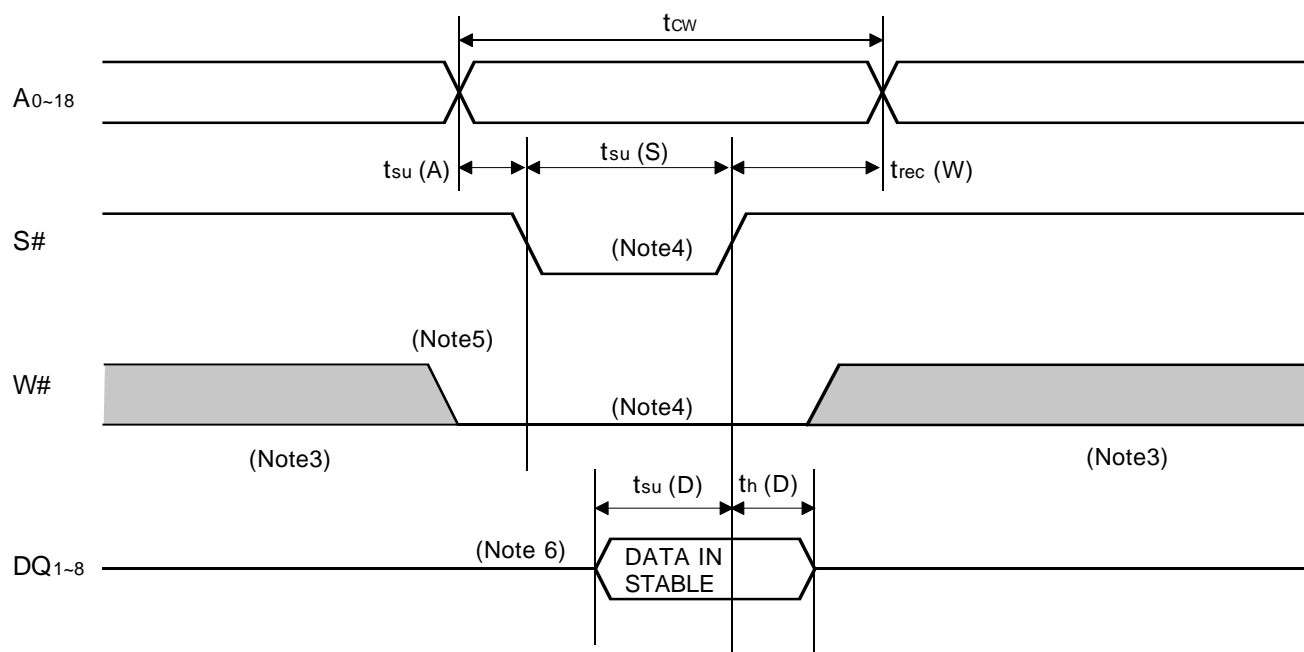 tCW
A0~18
tsu (A)
tsu (S)
trec (W)
S#
(Note4)
(Note5)
W#
(Note4)
(Note3)
(Note3)
tsu (D)
th (D)
DQ1~8
(Note 6)
DATA IN
STABLE